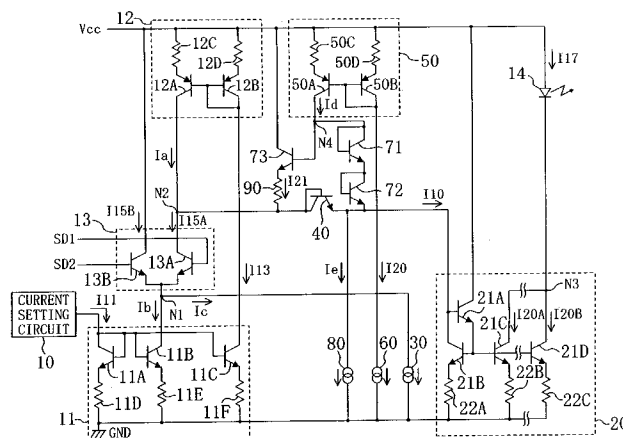 12
Vcc
12C
12D
50C
50D
50
12A
12B
50A
50B
14
I17
Id
N4
71
73
Ia
90
I21
72
N2
I10
13
I15B
I15A
40
SD1
13A
I13
Ie
I20
SD2
13B
N3
21A
I20A
I20B
21C
CURRENT
SETTING
CIRCUIT
10
I11
Ib
N1
Ic
80
60
30
21D
11A
11B
11C
21B
22B
22A
22C
11D
11E
11F
11
GND
20